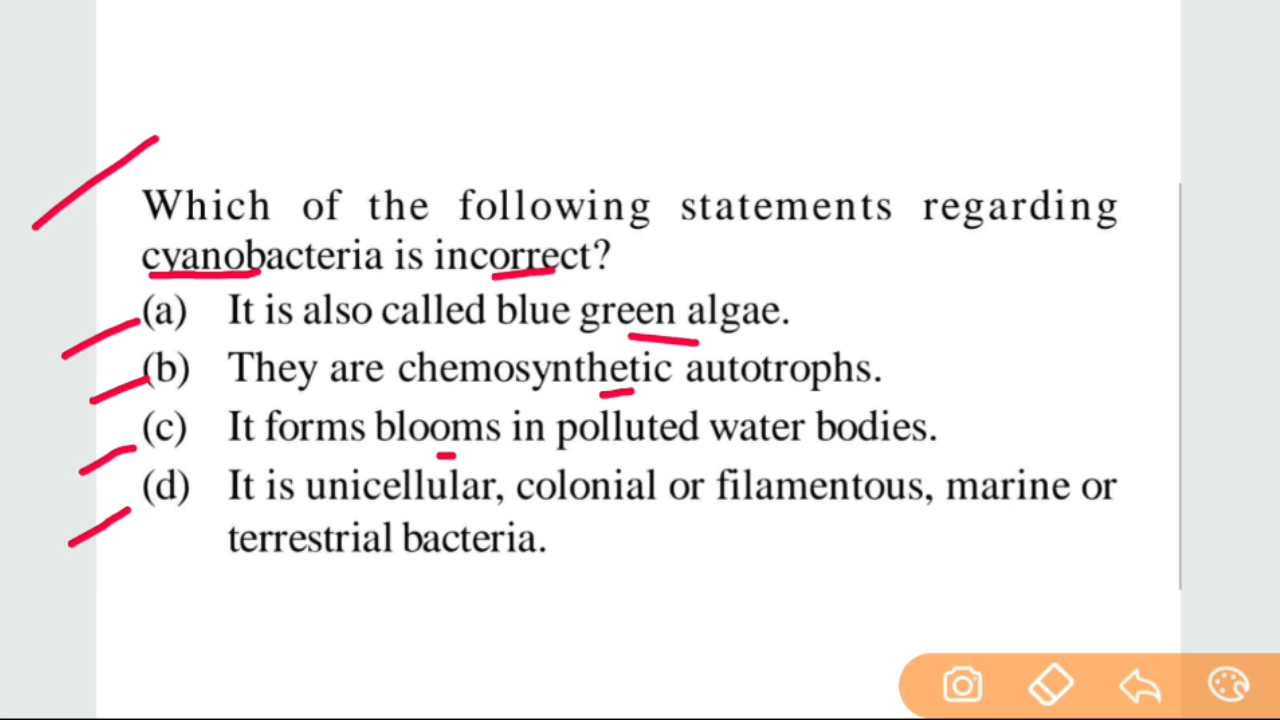 Which of the following statements regarding
cyanobacteria is incorrect?
(a) It is also called blue green algae.
(b) They are chemosynthetic autotrophs.
(c) It forms blooms in polluted water bodies.
(d) It is unicellular, colonial or filamentous, marine or
terrestrial bacteria.